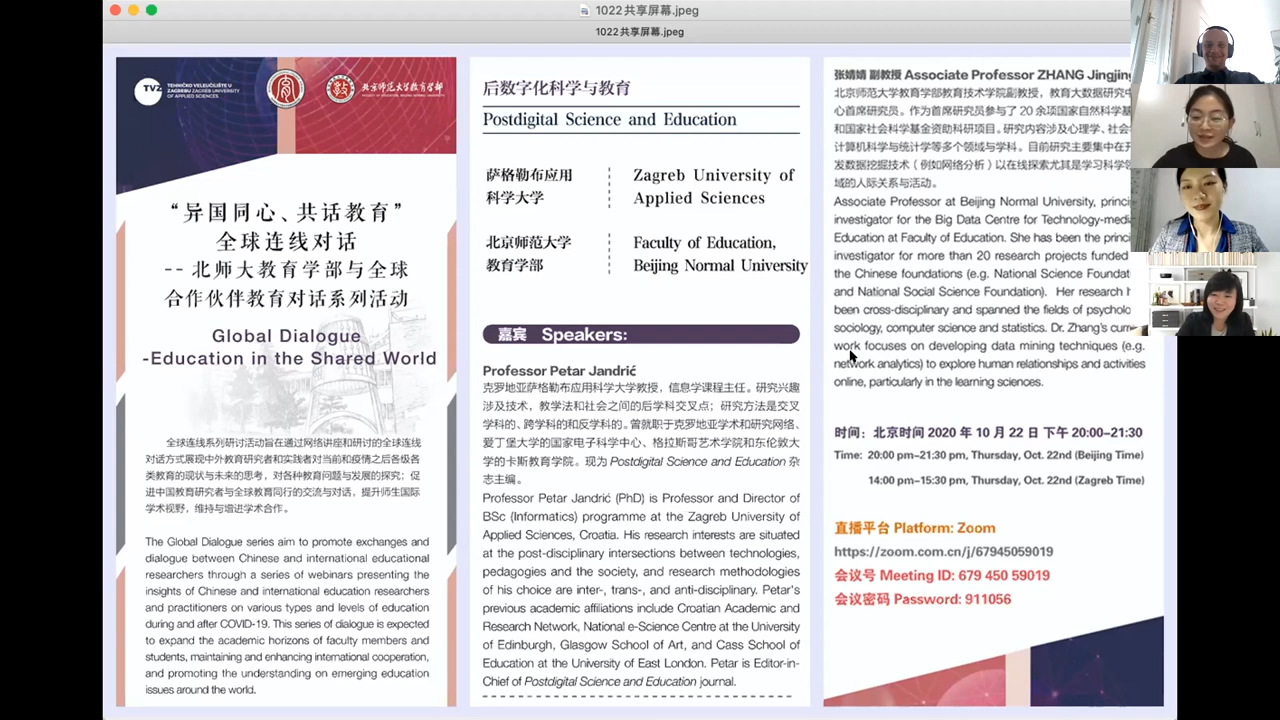 1022共享屏幕.jpeg
1022共享屏幕.jpeg
TVZ
TEHNIČKO VELEUČILIŠTE U
ZAGREBU ZAGREB UNIVERSITY
OF APPLIED SCIENCES
北京师范大学教育学部
“异国同心、共话教育”
全球连线对话
--北师大教育学部与全球
合作伙伴教育对话系列活动
Global Dialogue
-Education in the Shared World
全球连线系列研讨活动旨在通过网络讲座和研讨的全球连线
对话方式展现中外教育研究者和实践者对当前和疫情之后各级各
类教育的现状与未来的思考，对各种教育问题与发展的探究；促
进中国教育研究者与全球教育同行的交流与对话，提升师生国际
学术视野，维持与增进学术合作。
The Global Dialogue series aim to promote exchanges and
dialogue between Chinese and international educational
researchers through a series of webinars presenting the
insights of Chinese and international education researchers
and practitioners on various types and levels of education
during and after COVID-19. This series of dialogue is expected
to expand the academic horizons of faculty members and
students, maintaining and enhancing international cooperation,
and promoting the understanding on emerging education
issues around the world.
后数字化科学与教育
Postdigital Science and Education
萨格勒布应用
科学大学
Zagreb University of
Applied Sciences
北京师范大学
教育学部
Faculty of Education,
Beijing Normal University
嘉宾 Speakers:
Professor Petar Jandrić
克罗地亚萨格勒布应用科学大学教授，信息学课程主任。研究兴趣
涉及技术，教学法和社会之间的后学科交叉点；研究方法是交叉
学科的、跨学科的和反学科的。曾就职于克罗地亚学术和研究网络、
爱丁堡大学的国家电子科学中心、格拉斯哥艺术学院和东伦敦大
学的卡斯教育学院。现为 Postdigital Science and Education 杂
志主编。
Professor Petar Jandrić (PhD) is Professor and Director of
BSc (Informatics) programme at the Zagreb University of
Applied Sciences, Croatia. His research interests are situated
at the post-disciplinary intersections between technologies,
pedagogies and the society, and research methodologies
of his choice are inter-, trans-, and anti-disciplinary. Petar's
previous academic affiliations include Croatian Academic and
Research Network, National e-Science Centre at the University
of Edinburgh, Glasgow School of Art, and Cass School of
Education at the University of East London. Petar is Editor-in-
Chief of Postdigital Science and Education journal.
张婧婧 副教授 Associate Professor ZHANG Jingjing
北京师范大学教育学部教育技术学院副教授，教育大数据研究中
心首席研究员。作为首席研究员参与了 20 余项国家自然科学基
和国家社会科学基金资助科研项目。研究内容涉及心理学、社会
计算机科学与统计学等多个领域与学科。目前研究主要集中在开
发数据挖掘技术（例如网络分析）以在线探索尤其是学习科学领
域的人际关系与活动。
Associate Professor at Beijing Normal University, princi
investigator for the Big Data Centre for Technology-medi
Education at Faculty of Education. She has been the princi
investigator for more than 20 research projects funded
the Chinese foundations (e.g. National Science Foundat
and National Social Science Foundation). Her research h
been cross-disciplinary and spanned the fields of psycholo
sociology, computer science and statistics. Dr. Zhang's curr
work focuses on developing data mining techniques (e.g.
network analytics) to explore human relationships and activities
online, particularly in the learning sciences.
时间：北京时间 2020 年 10 月 22 日 下午 20:00-21:30
Time: 20:00 pm-21:30 pm, Thursday, Oct. 22nd (Beijing Time)
14:00 pm-15:30 pm, Thursday, Oct. 22nd (Zagreb Time)
直播平台 Platform: Zoom
https://zoom.com.cn/j/67945059019
会议号 Meeting ID: 679 450 59019
会议密码 Password: 911056